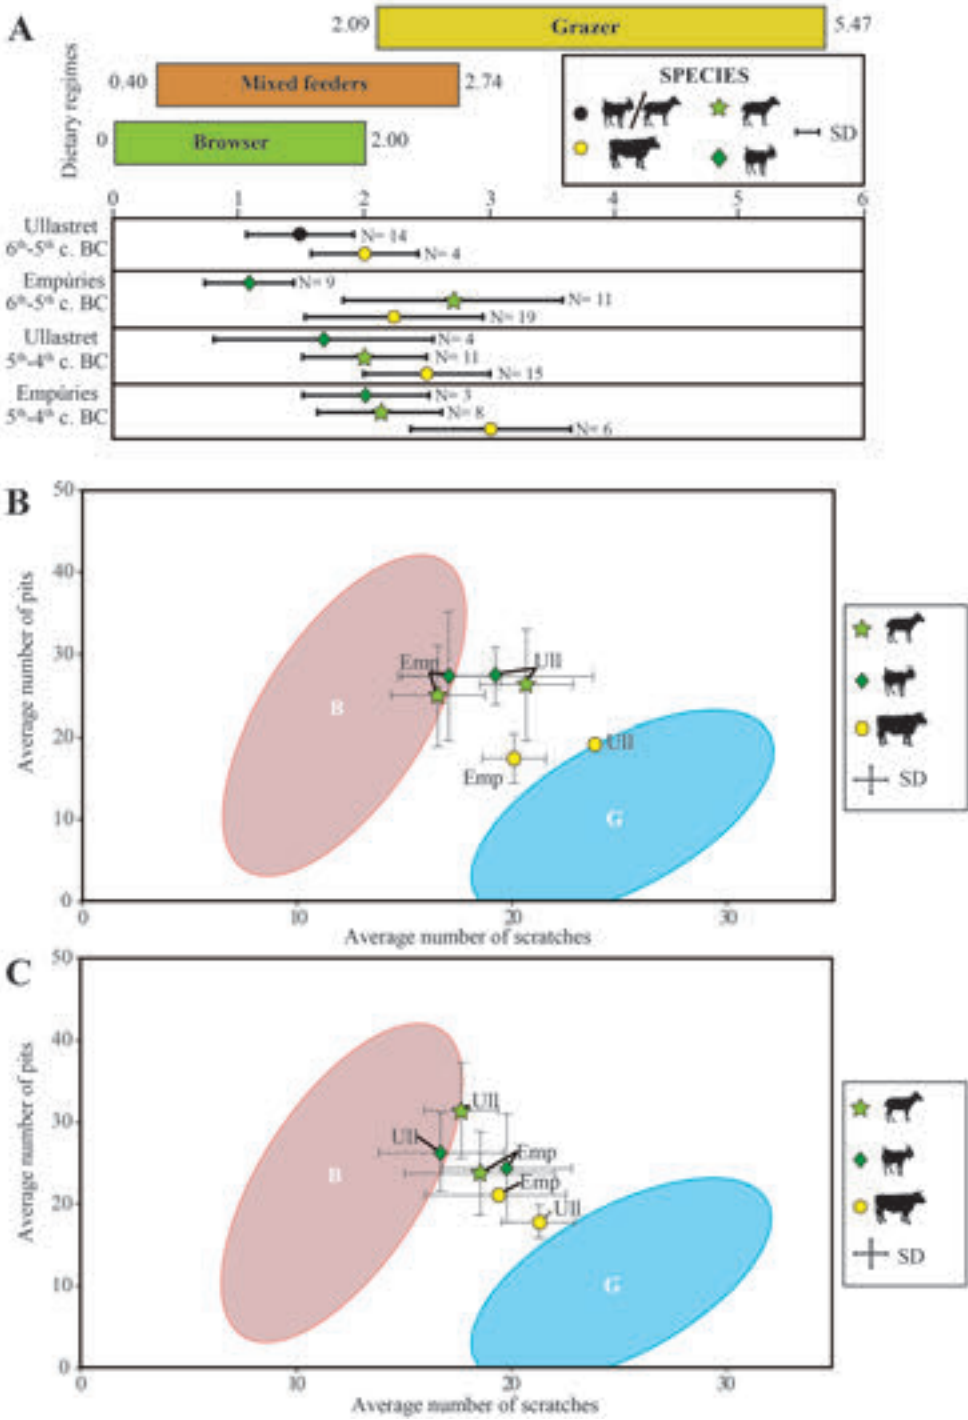 A
Dietary regimes
2.09 Grazer 5.47
0.40 Mixed feeders 2.74
0 Browser 2.00
SPECIES
SD
0 1 2 3 4 5 6
Ullastret
6th-5th c. BC
N= 14
N= 4
Empúries
6th-5th c. BC
N= 9
N= 11
N= 19
Ullastret
5th-4th c. BC
N= 4
N= 11
N= 15
Empúries
5th-4th c. BC
N= 3
N= 8
N= 6
B
Average number of pits
50
40
30
20
10
0
Emp
Ull
B
Ull
Emp
G
SD
0 10 20 30
Average number of scratches
C
Average number of pits
50
40
30
20
10
0
Ull
Ull
Emp
B
Emp
Ull
G
SD
0 10 20 30
Average number of scratches